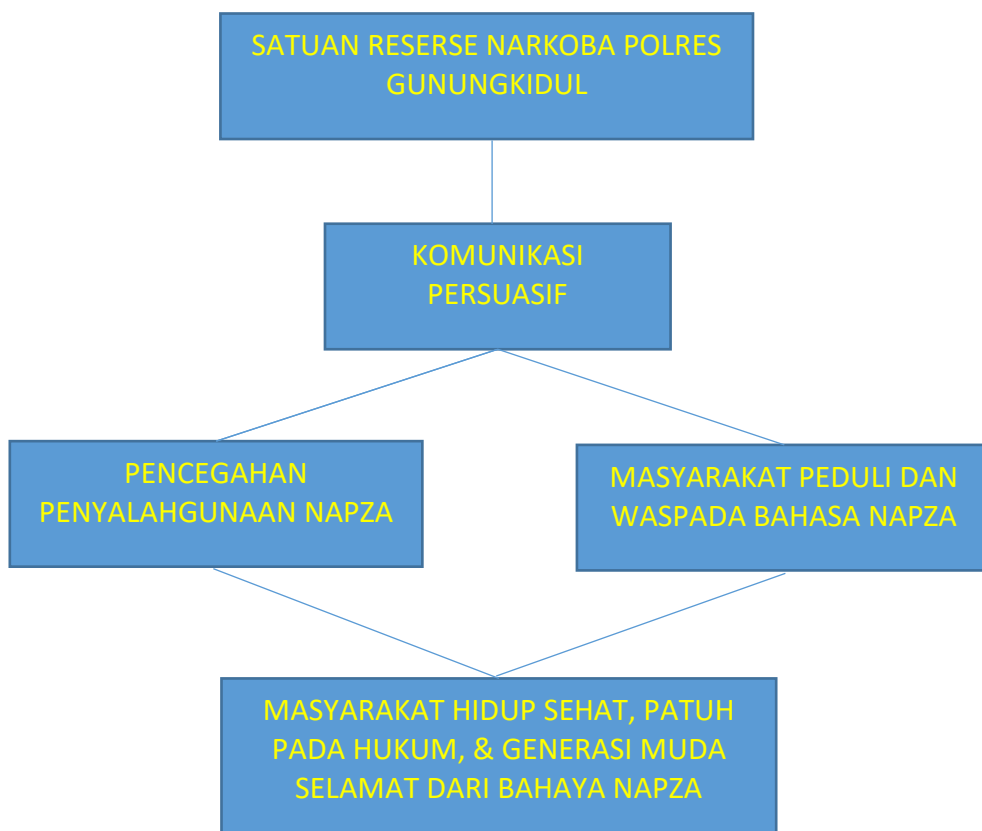 SATUAN RESERSE NARKOBA POLRES
GUNUNGKIDUL
KOMUNIKASI
PERSUASIF
PENCEGAHAN
PENYALAHGUNAAN NAPZA
MASYARAKAT PEDULI DAN
WASPADA BAHASA NAPZA
MASYARAKAT HIDUP SEHAT, PATUH
PADA HUKUM, & GENERASI MUDA
SELAMAT DARI BAHAYA NAPZA